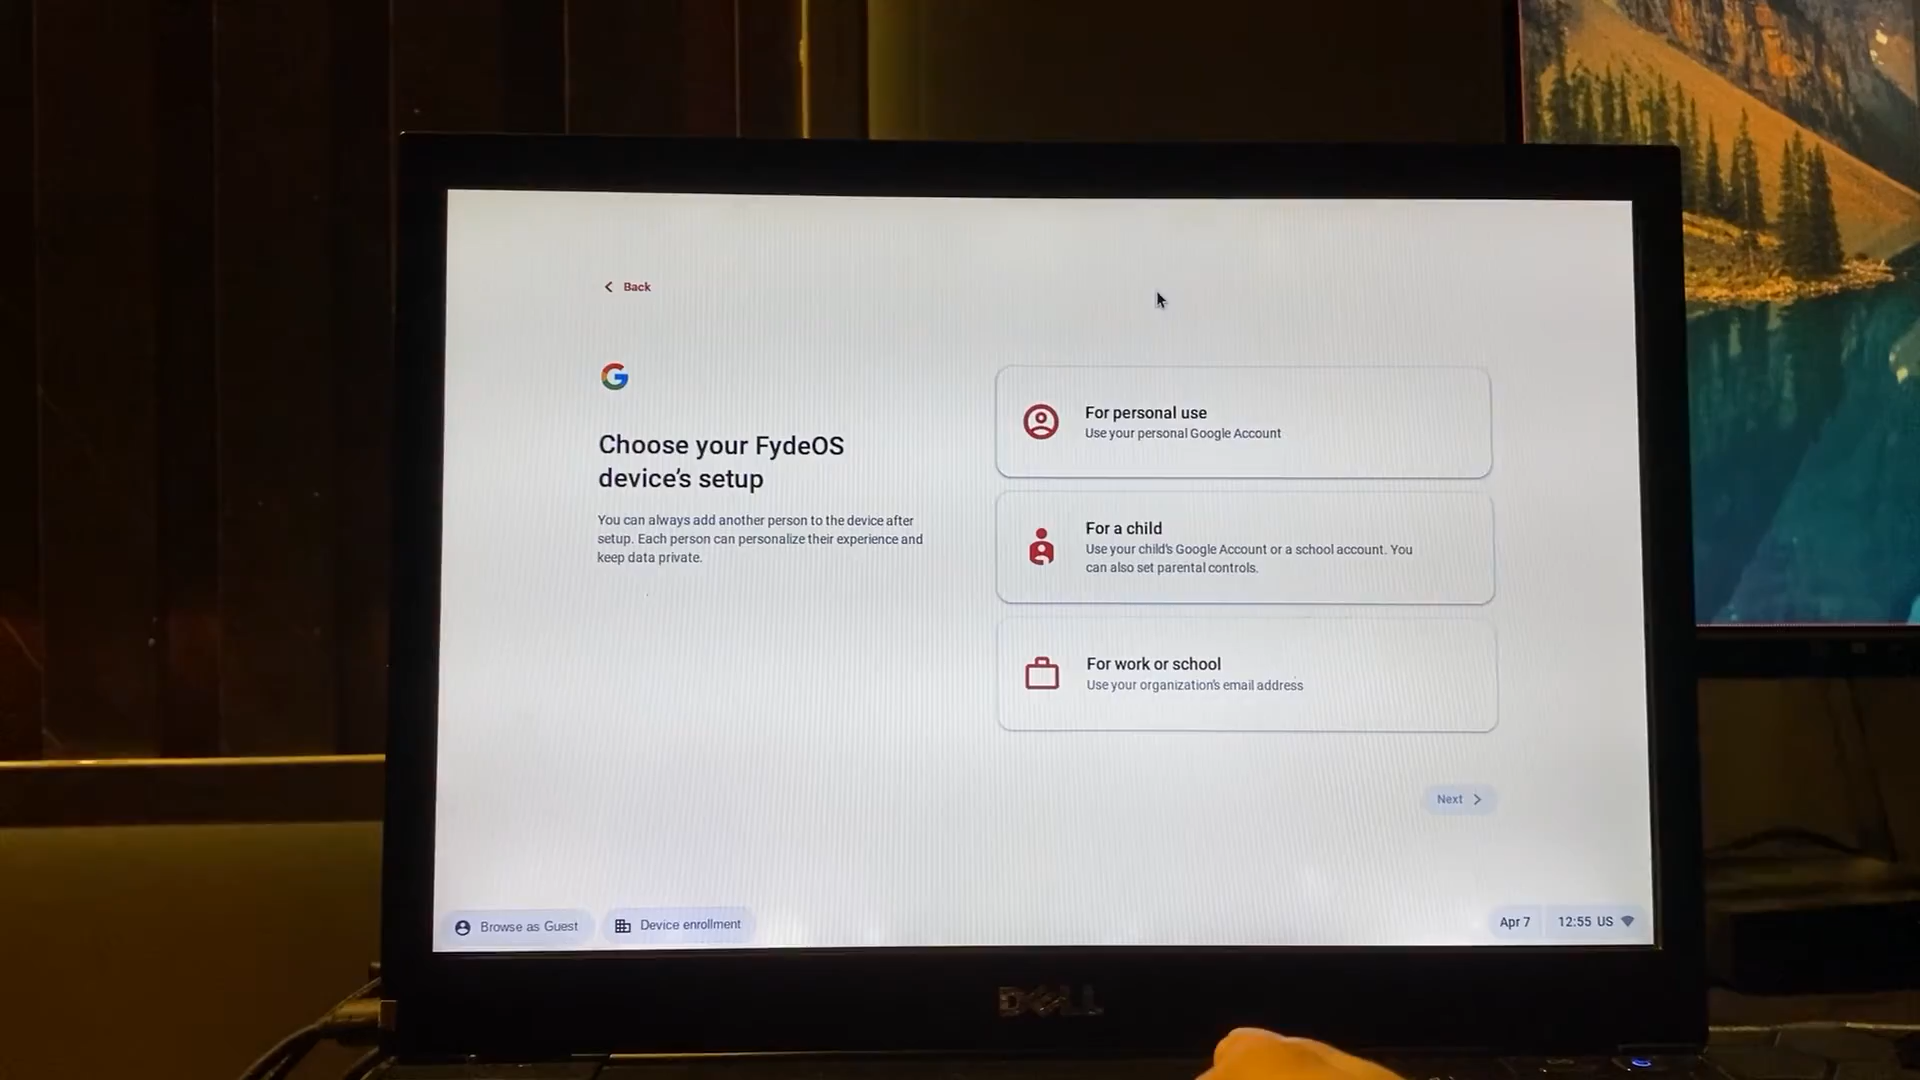 Back
Choose your FydeOS
device's setup
You can always add another person to the device after
setup. Each person can personalize their experience and
keep data private.
For personal use
Use your personal Google Account
For a child
Use your child's Google Account or a school account. You
can also set parental controls.
For work or school
Use your organization's email address
Next
Browse as Guest
Device enrollment
Apr 7
12:55 US
DELL